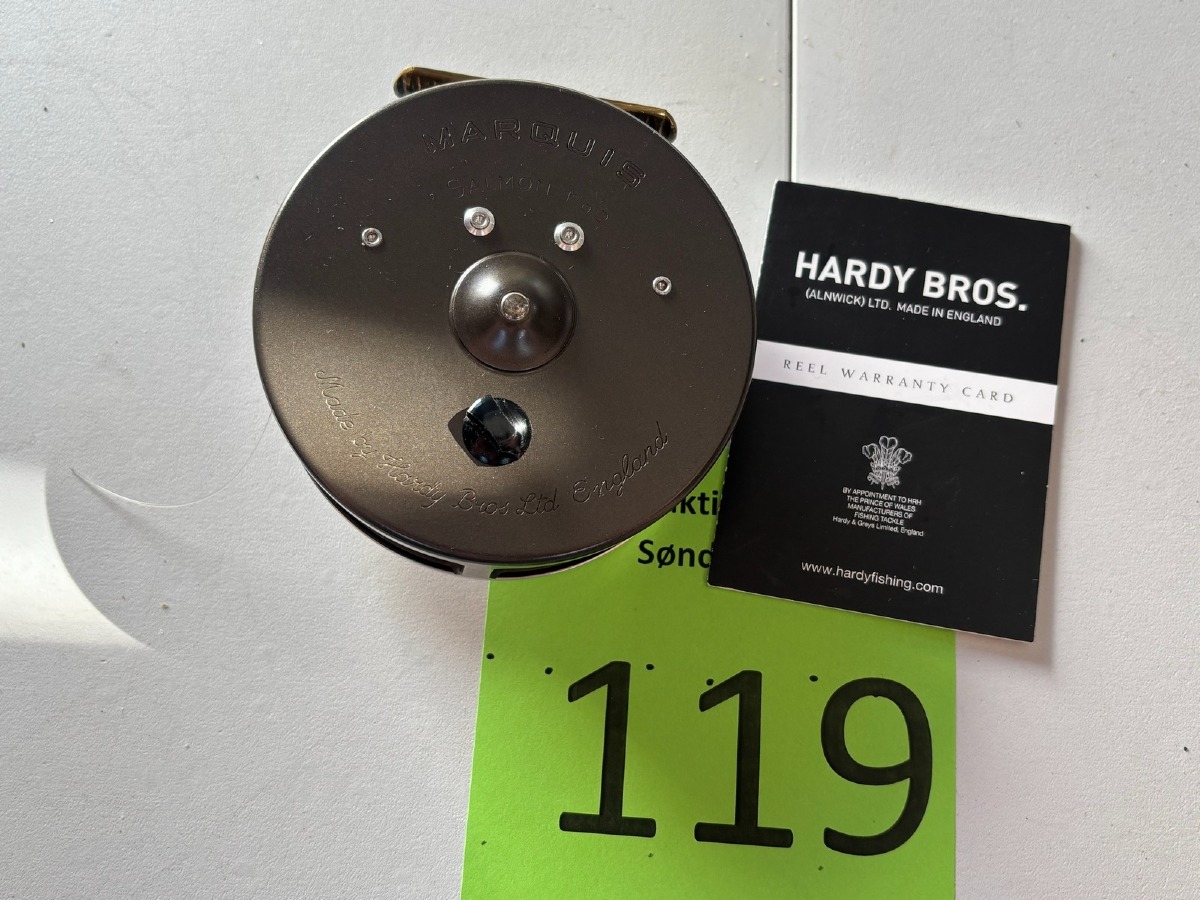 MARQUIS
SALMON
Made by Hardy Bros Ltd England
HARDY BROS.
(ALNWICK) LTD. MADE IN ENGLAND
REEL WARRANTY CARD
BY APPOINTMENT TO HRH
THE PRINCE OF WALES
MANUFACTURERS OF
FISHING TACKLE
Hardy & Greys Limited, England
www.hardyfishing.com
119